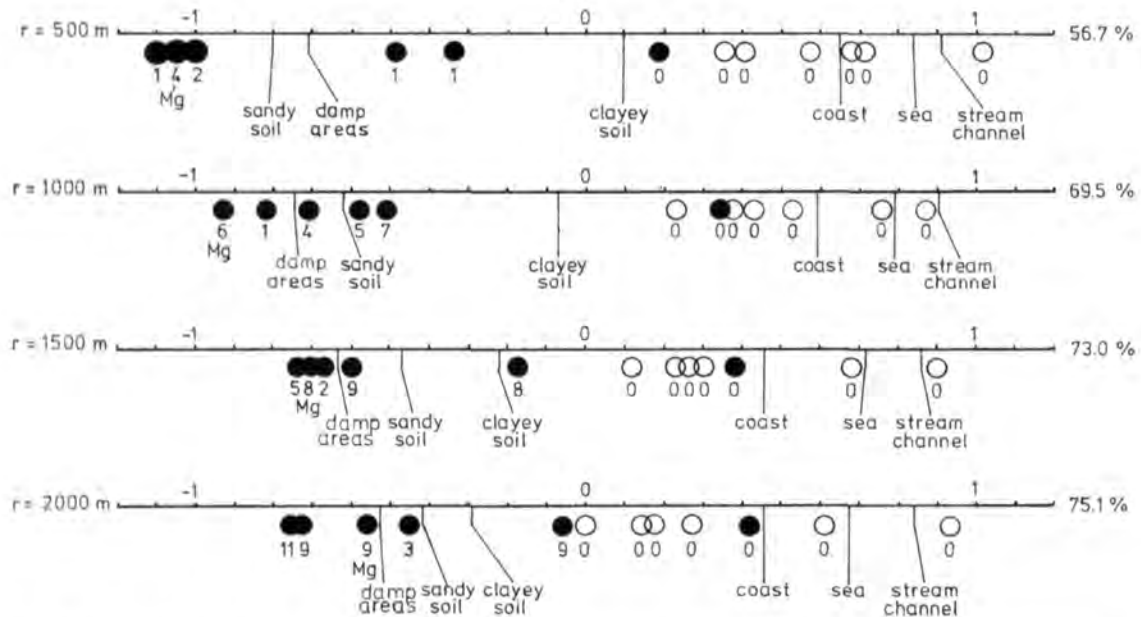 -1 0 1
r = 500 m 56.7 %
1 4 2 1 1 0 0 0 0 0 0 0
Mg
sandy soil damp areas clayey soil coast sea stream channel
-1 0 1
r = 1000 m 69.5 %
6 1 4 5 7 0 0 0 0 0 0 0
Mg
damp areas sandy soil clayey soil coast sea stream channel
-1 0 1
r = 1500 m 73.0 %
5 8 2 9 8 0 0 0 0 0 0 0
Mg
damp areas sandy soil clayey soil coast sea stream channel
-1 0 1
r = 2000 m 75.1 %
11 9 9 3 9 0 0 0 0 0 0 0
Mg
damp areas sandy soil clayey soil coast sea stream channel